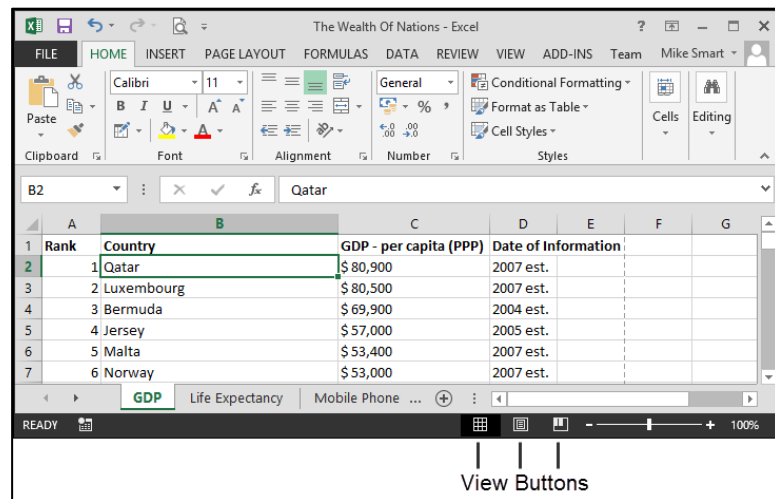 The Wealth Of Nations - Excel ?
FILE HOME INSERT PAGE LAYOUT FORMULAS DATA REVIEW VIEW ADD-INS Team Mike Smart
Calibri 11 General Conditional Formatting
Paste B I U A A % , Format as Table Cells Editing
A .00 .00 Cell Styles
Clipboard Font Alignment Number Styles
B2 fx Qatar
A B C D E F G
1 Rank Country GDP - per capita (PPP) Date of Information
2 1 Qatar $ 80,900 2007 est.
3 2 Luxembourg $ 80,500 2007 est.
4 3 Bermuda $ 69,900 2004 est.
5 4 Jersey $ 57,000 2005 est.
6 5 Malta $ 53,400 2007 est.
7 6 Norway $ 53,000 2007 est.
GDP Life Expectancy Mobile Phone ...
READY 100%
View Buttons